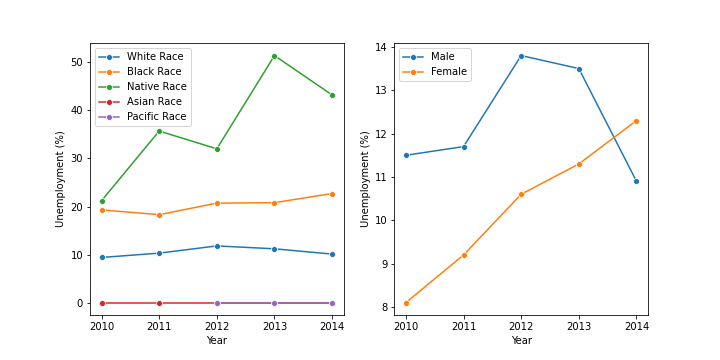 White Race
Black Race
Native Race
Asian Race
Pacific Race
Unemployment (%)
50
40
30
20
10
0
2010 2011 2012 2013 2014
Year
Male
Female
Unemployment (%)
14
13
12
11
10
9
8
2010 2011 2012 2013 2014
Year